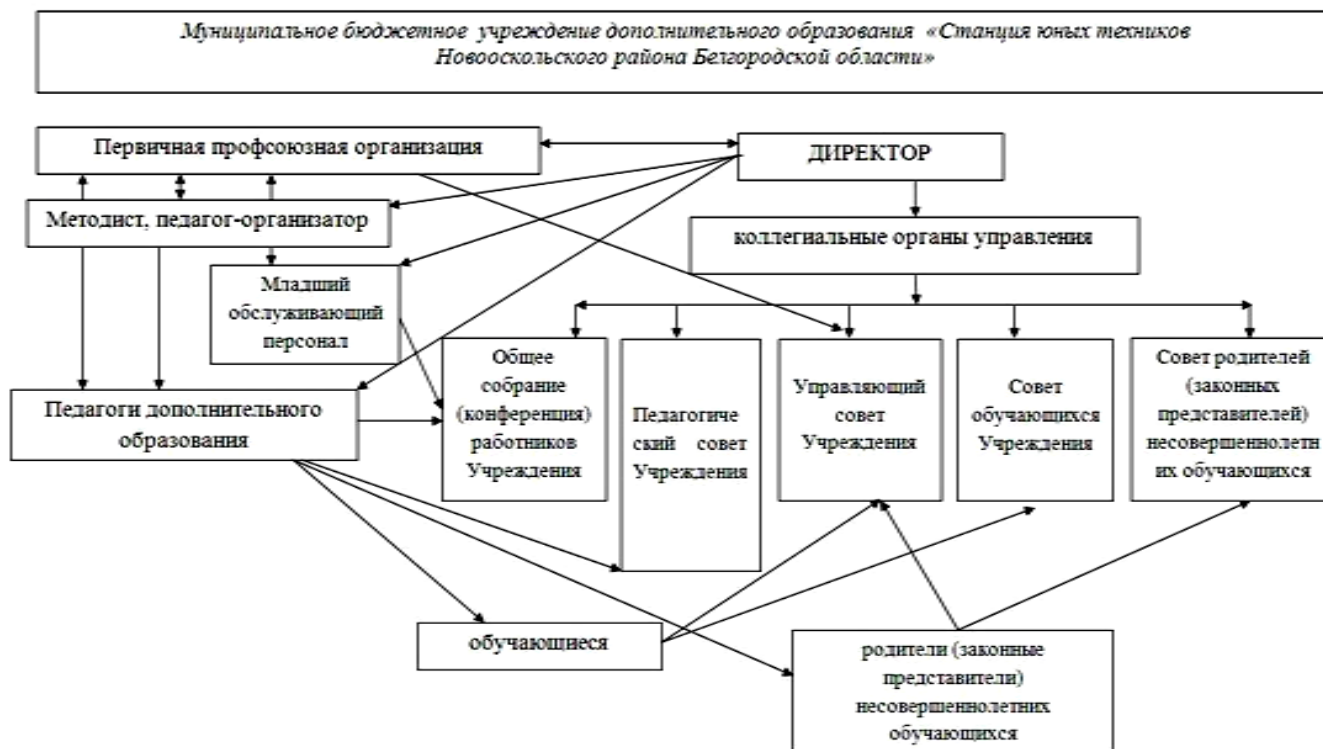 Муниципальное бюджетное учреждение дополнительного образования «Станция юных техников
Новооскольского района Белгородской области»
Первичная профсоюзная организация
ДИРЕКТОР
Методист, педагог-организатор
коллегиальные органы управления
Младший
обслуживающий
персонал
Педагоги дополнительного
образования
Общее
собрание
(конференция)
работников
Учреждения
Педагогиче
ский совет
Учреждения
Управляющий
совет
Учреждения
Совет
обучающихся
Учреждения
Совет родителей
(законных
представителей)
несовершеннолетн
их обучающихся
обучающиеся
родители (законные
представители)
несовершеннолетних
обучающихся